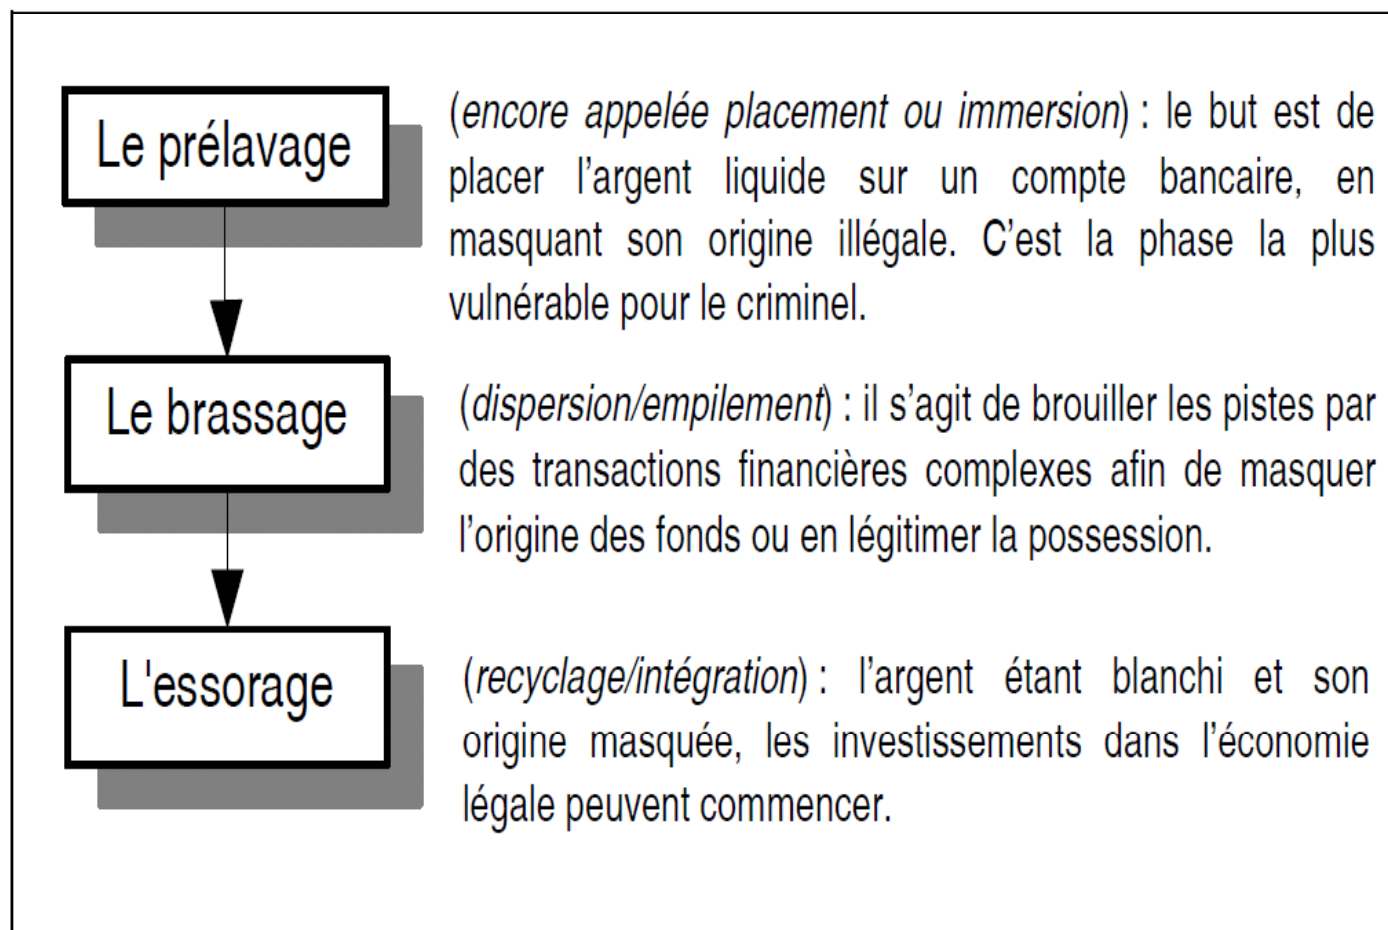 Le prélavage
(encore appelée placement ou immersion) : le but est de
placer l'argent liquide sur un compte bancaire, en
masquant son origine illégale. C'est la phase la plus
vulnérable pour le criminel.
Le brassage
(dispersion/empilement) : il s'agit de brouiller les pistes par
des transactions financières complexes afin de masquer
l'origine des fonds ou en légitimer la possession.
L'essorage
(recyclage/intégration) : l'argent étant blanchi et son
origine masquée, les investissements dans l'économie
légale peuvent commencer.